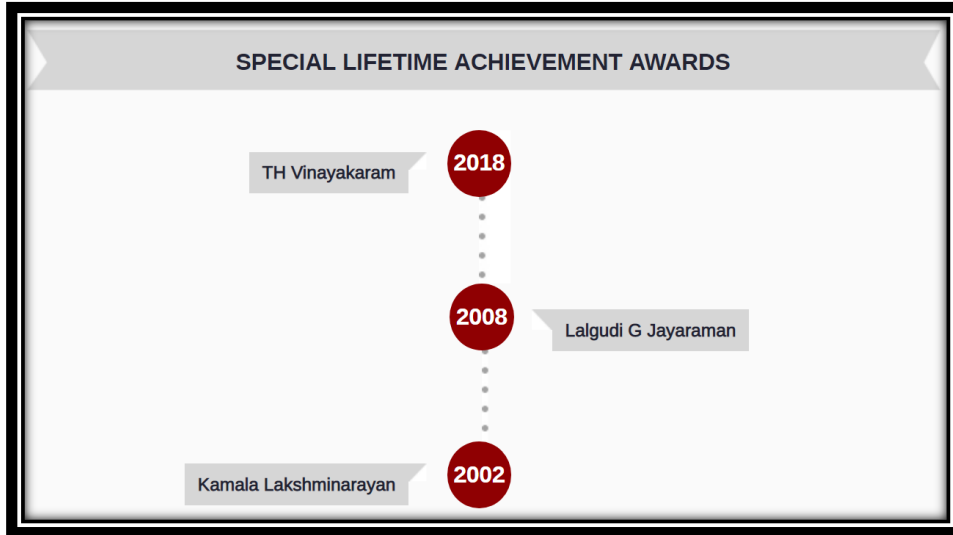 SPECIAL LIFETIME ACHIEVEMENT AWARDS
2018
TH Vinayakaram
2008
Lalgudi G Jayaraman
2002
Kamala Lakshminarayan